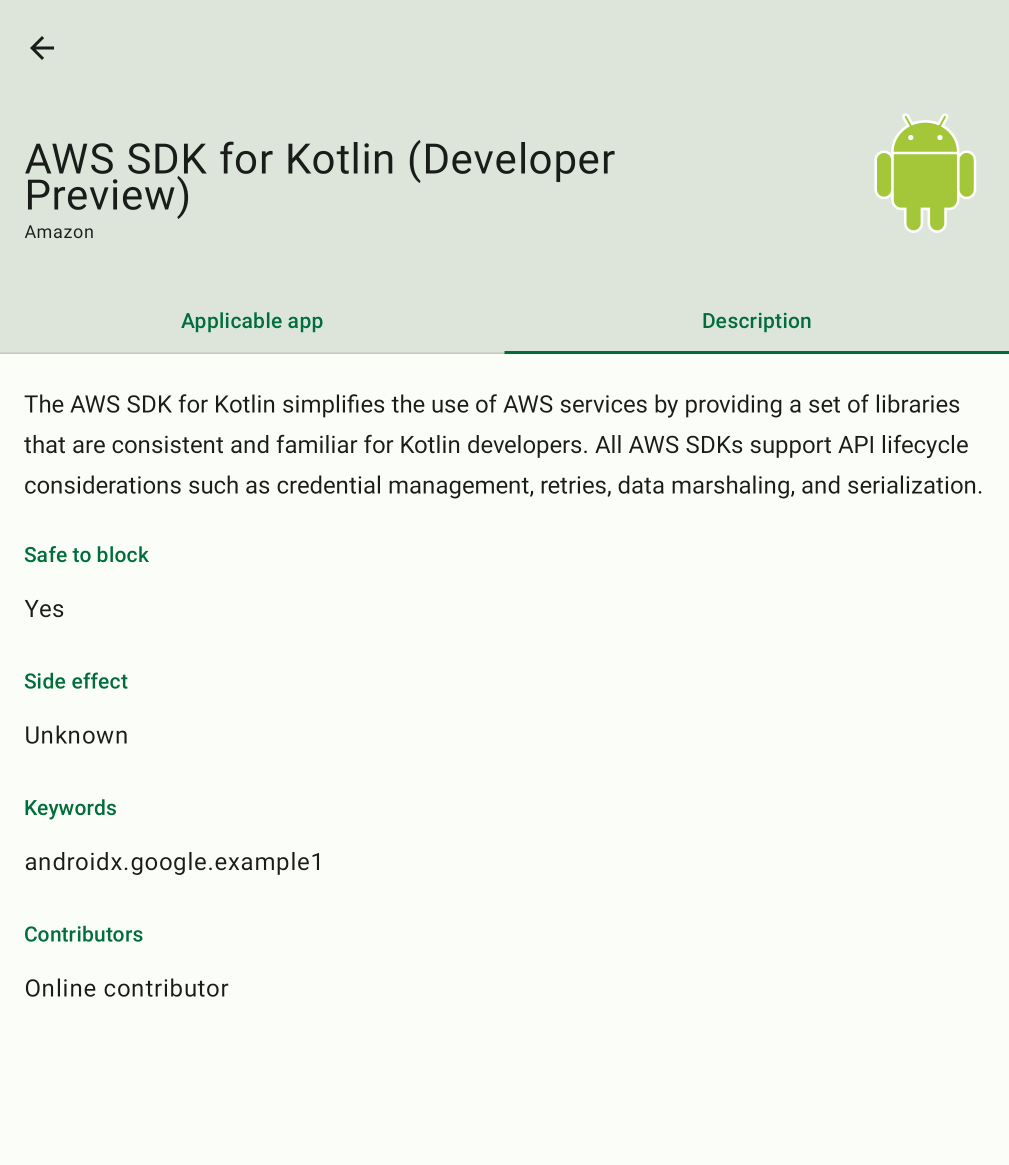 AWS SDK for Kotlin (Developer
Preview)
Amazon
Applicable app
Description
The AWS SDK for Kotlin simplifies the use of AWS services by providing a set of libraries
that are consistent and familiar for Kotlin developers. All AWS SDKs support API lifecycle
considerations such as credential management, retries, data marshaling, and serialization.
Safe to block
Yes
Side effect
Unknown
Keywords
androidx.google.example1
Contributors
Online contributor